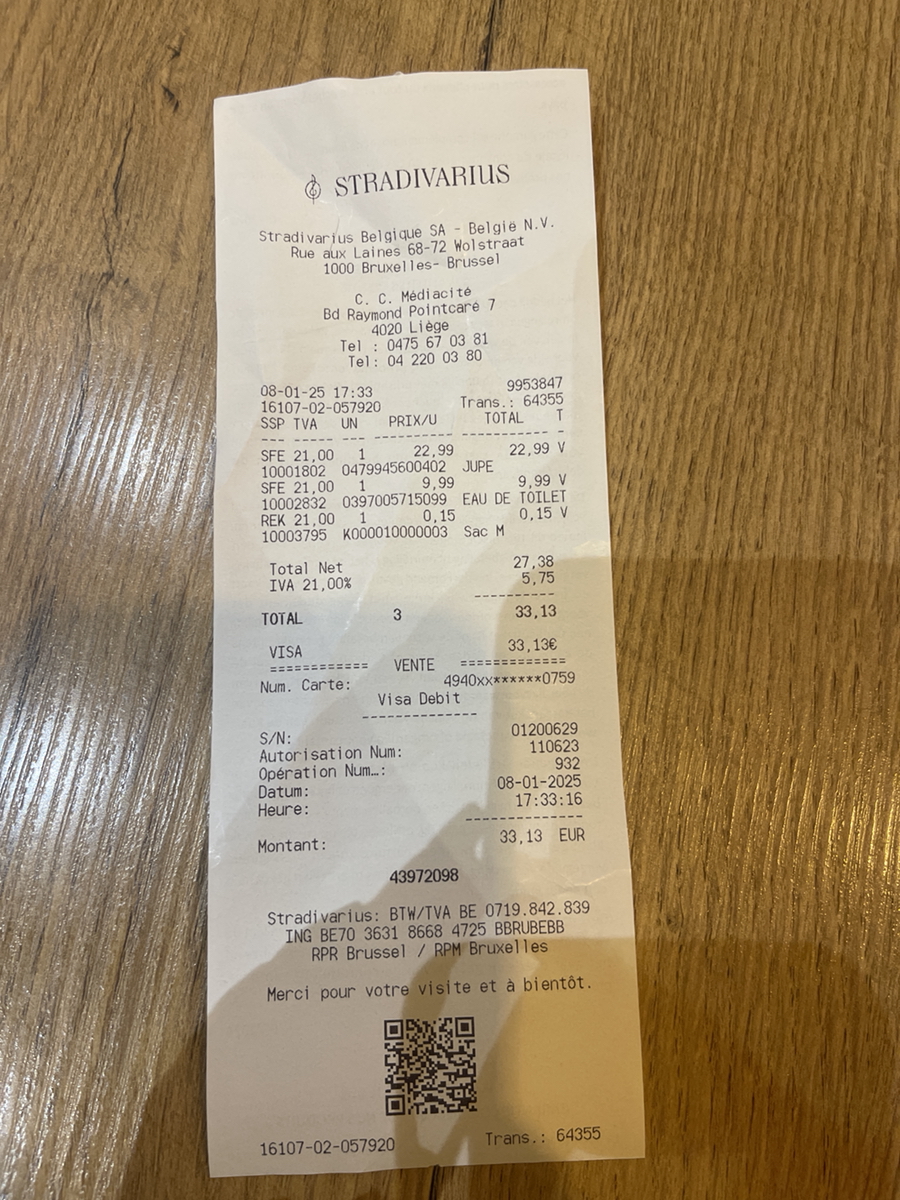 STRADIVARIUS
Stradivarius Belgique SA - België N.V.
Rue aux Laines 68-72 Wolstraat
1000 Bruxelles- Brussel
C. C. Médiacité
Bd Raymond Pointcaré 7
4020 Liège
Tel : 0475 67 03 81
Tel: 04 220 03 80
08-01-25 17:33 9953847
16107-02-057920 Trans.: 64355
SSP TVA UN PRIX/U TOTAL T
--- ----- -- ---------- ---------- -
SFE 21,00 1 22,99 22,99 V
10001802 0479945600402 JUPE
SFE 21,00 1 9,99 9,99 V
10002832 0397005715099 EAU DE TOILET
REK 21,00 1 0,15 0,15 V
10003795 K000010000003 Sac M
Total Net 27,38
IVA 21,00% 5,75
----------
TOTAL 3 33,13
VISA 33,13€
============ VENTE =============
Num. Carte: 4940xx******0759
Visa Debit
--------------
S/N: 01200629
Autorisation Num: 110623
Opération Num…: 932
Datum: 08-01-2025
Heure: 17:33:16
--------------
Montant: 33,13 EUR
43972098
Stradivarius: BTW/TVA BE 0719.842.839
ING BE70 3631 8668 4725 BBRUBEBB
RPR Brussel / RPM Bruxelles
Merci pour votre visite et à bientôt.
16107-02-057920 Trans.: 64355